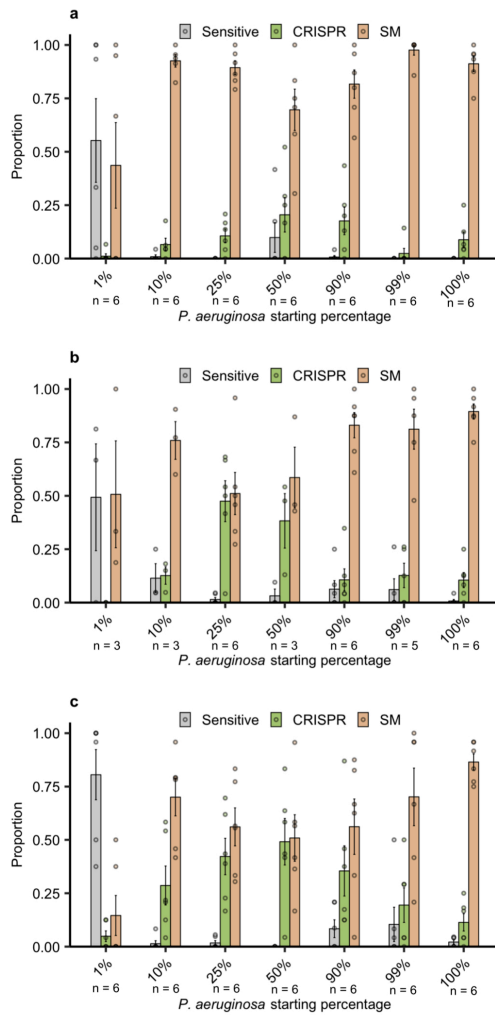 a
Sensitive CRISPR SM
1.00
0.75
0.50
0.25
0.00
Proportion
1% 10% 25% 50% 90% 99% 100%
n = 6 n = 6 n = 6 n = 6 n = 6 n = 6 n = 6
P. aeruginosa starting percentage
b
Sensitive CRISPR SM
1.00
0.75
0.50
0.25
0.00
Proportion
1% 10% 25% 50% 90% 99% 100%
n = 3 n = 3 n = 6 n = 3 n = 6 n = 5 n = 6
P. aeruginosa starting percentage
c
Sensitive CRISPR SM
1.00
0.75
0.50
0.25
0.00
Proportion
1% 10% 25% 50% 90% 99% 100%
n = 6 n = 6 n = 6 n = 6 n = 6 n = 6 n = 6
P. aeruginosa starting percentage